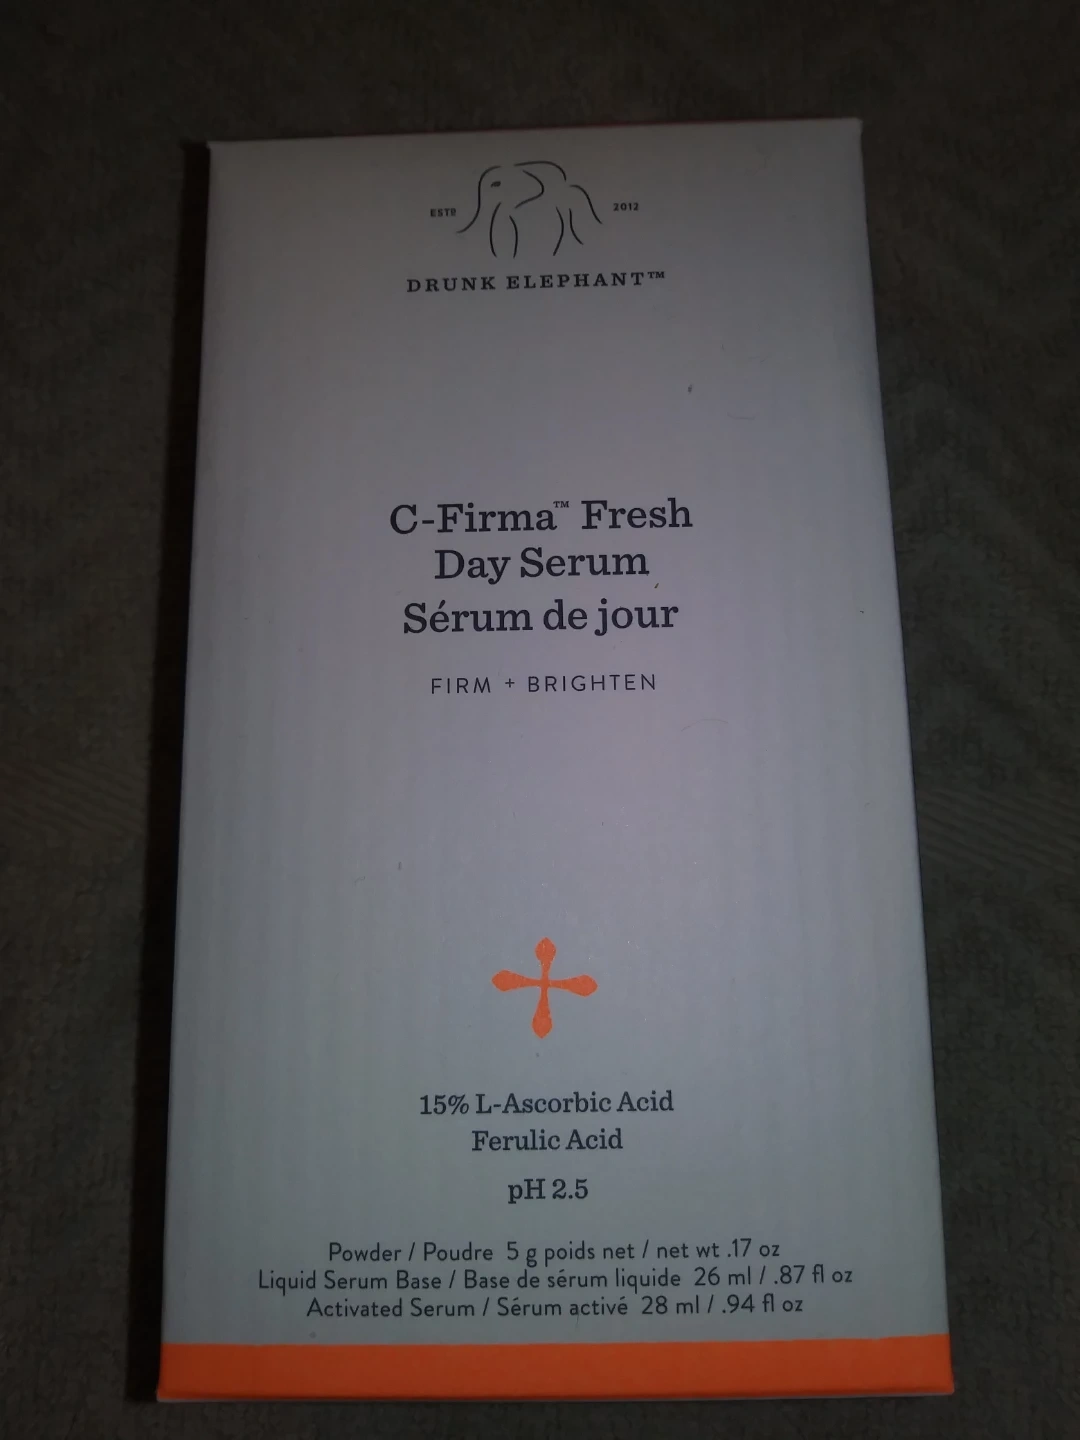 ESTD 2012
DRUNK ELEPHANT™
C-Firma™ Fresh
Day Serum
Sérum de jour
FIRM + BRIGHTEN
15% L-Ascorbic Acid
Ferulic Acid
pH 2.5
Powder / Poudre 5 g poids net / net wt .17 oz
Liquid Serum Base / Base de sérum liquide 26 ml / .87 fl oz
Activated Serum / Sérum activé 28 ml / .94 fl oz